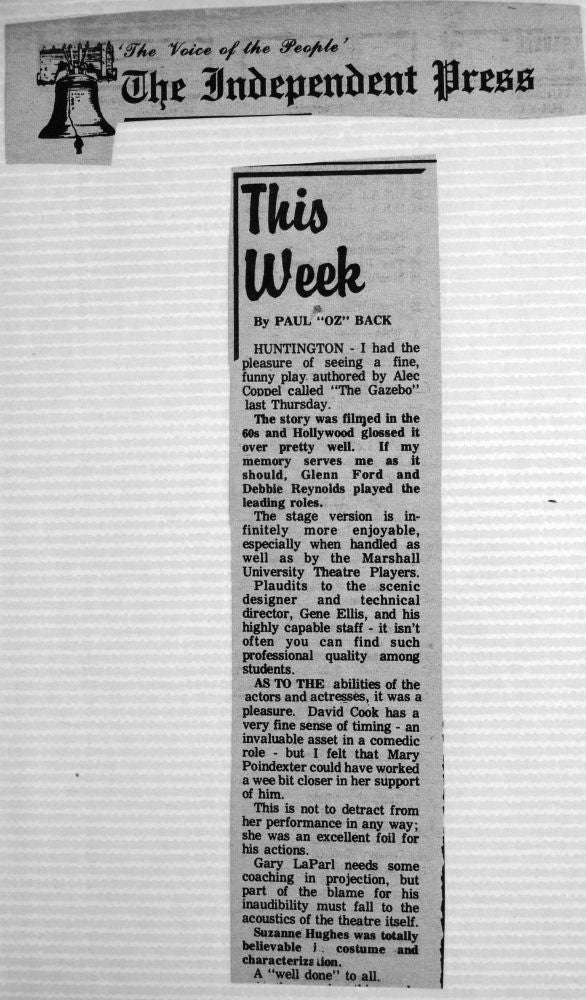 'The Voice of the People'
The Independent Press
This
Week
By PAUL "OZ" BACK
HUNTINGTON - I had the
pleasure of seeing a fine,
funny play authored by Alec
Coppel called "The Gazebo"
last Thursday.
The story was filmed in the
60s and Hollywood glossed it
over pretty well. If my
memory serves me as it
should, Glenn Ford and
Debbie Reynolds played the
leading roles.
The stage version is in-
finitely more enjoyable,
especially when handled as
well as by the Marshall
University Theatre Players.
Plaudits to the scenic
designer and technical
director, Gene Ellis, and his
highly capable staff - it isn't
often you can find such
professional quality among
students.
AS TO THE abilities of the
actors and actresses, it was a
pleasure. David Cook has a
very fine sense of timing - an
invaluable asset in a comedic
role - but I felt that Mary
Poindexter could have worked
a wee bit closer in her support
of him.
This is not to detract from
her performance in any way;
she was an excellent foil for
his actions.
Gary LaParl needs some
coaching in projection, but
part of the blame for his
inaudibility must fall to the
acoustics of the theatre itself.
Suzanne Hughes was totally
believable costume and
characterization.
A "well done" to all.